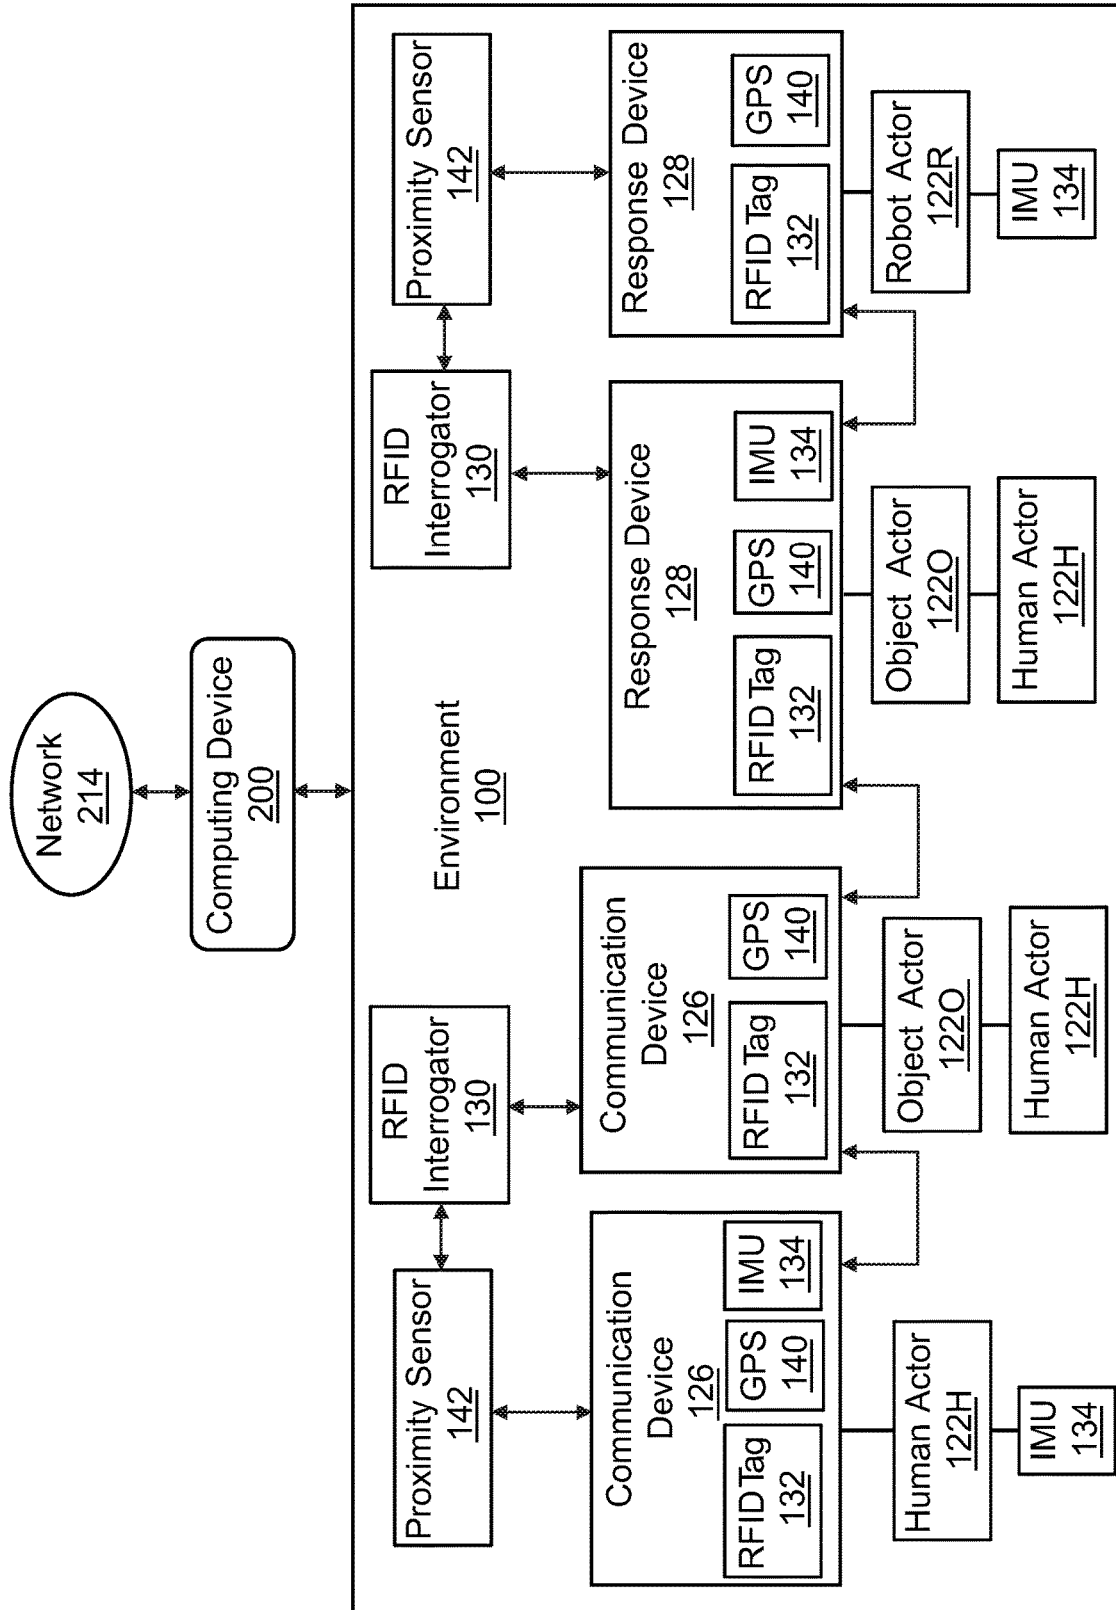 Network
214
Computing Device
200
Environment
100
Proximity Sensor
142
RFID
Interrogator
130
RFID
Interrogator
130
Proximity Sensor
142
Communication
Device
126
RFID Tag
132
GPS
140
IMU
134
Human Actor
122H
IMU
134
Communication
Device
126
RFID Tag
132
GPS
140
Object Actor
122O
Human Actor
122H
Response Device
128
RFID Tag
132
GPS
140
IMU
134
Object Actor
122O
Human Actor
122H
Response Device
128
RFID Tag
132
GPS
140
Robot Actor
122R
IMU
134